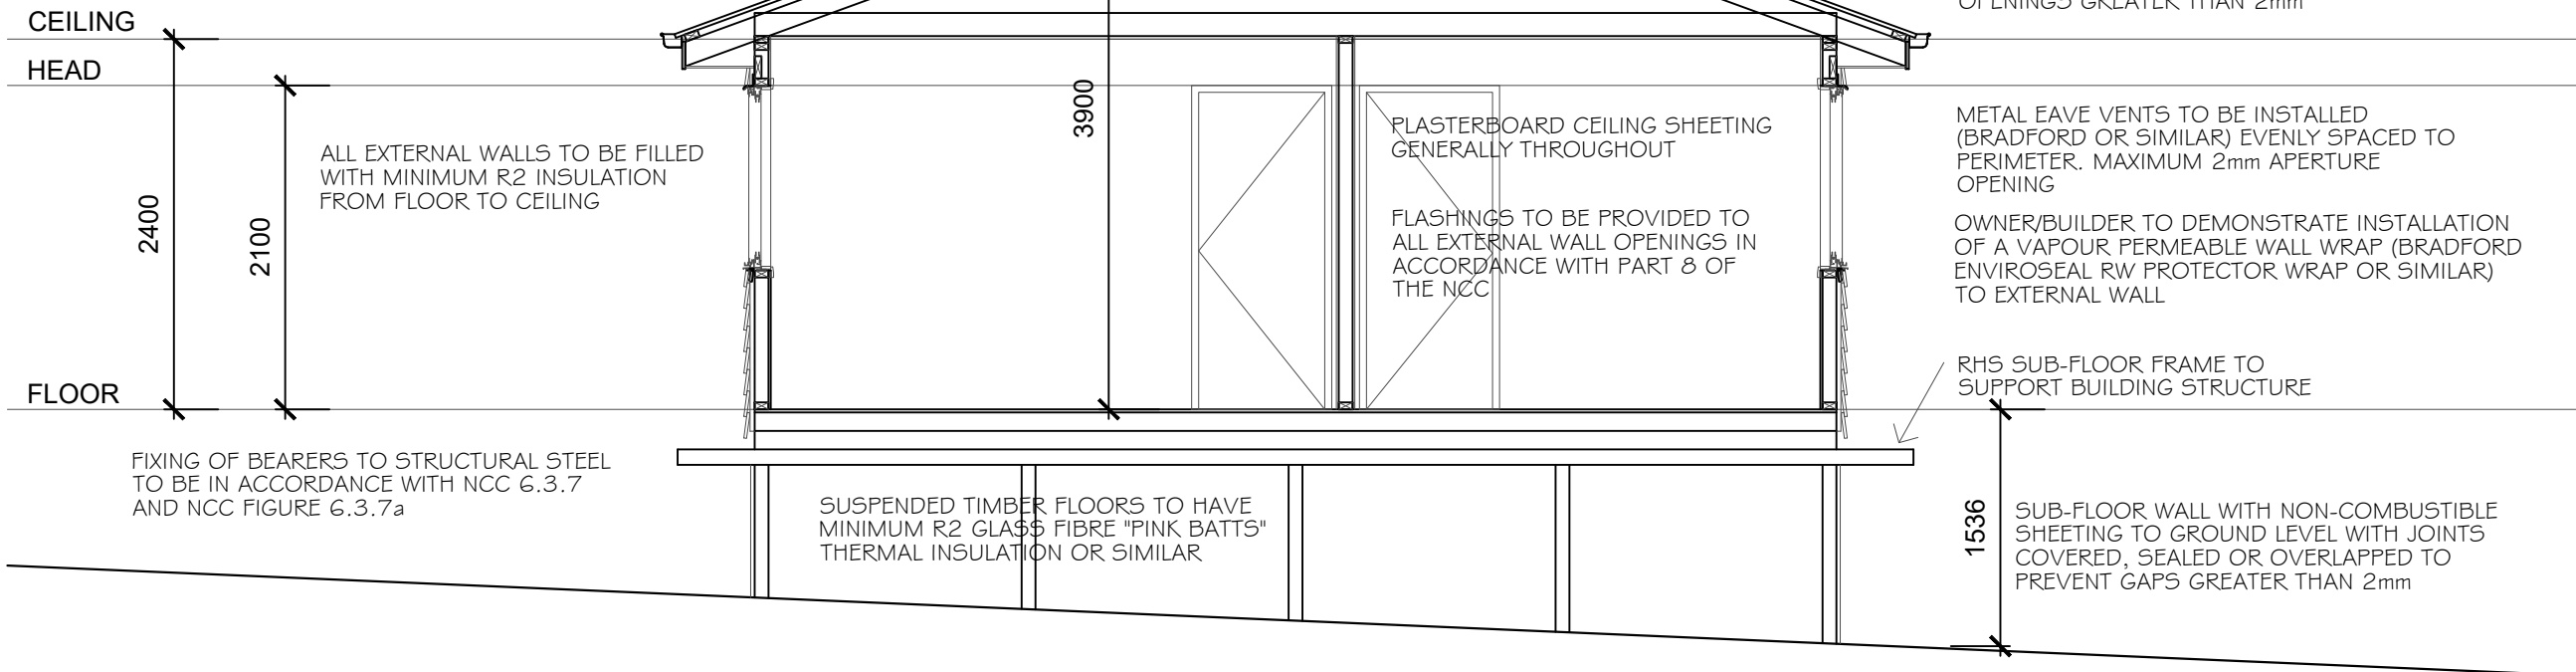 OPENINGS GREATER THAN 2mm
CEILING
HEAD
FLOOR
2400
2100
3900
1536
ALL EXTERNAL WALLS TO BE FILLED
WITH MINIMUM R2 INSULATION
FROM FLOOR TO CEILING
PLASTERBOARD CEILING SHEETING
GENERALLY THROUGHOUT
FLASHINGS TO BE PROVIDED TO
ALL EXTERNAL WALL OPENINGS IN
ACCORDANCE WITH PART 8 OF
THE NCC
METAL EAVE VENTS TO BE INSTALLED
(BRADFORD OR SIMILAR) EVENLY SPACED TO
PERIMETER. MAXIMUM 2mm APERTURE
OPENING
OWNER/BUILDER TO DEMONSTRATE INSTALLATION
OF A VAPOUR PERMEABLE WALL WRAP (BRADFORD
ENVIROSEAL RW PROTECTOR WRAP OR SIMILAR)
TO EXTERNAL WALL
RHS SUB-FLOOR FRAME TO
SUPPORT BUILDING STRUCTURE
FIXING OF BEARERS TO STRUCTURAL STEEL
TO BE IN ACCORDANCE WITH NCC 6.3.7
AND NCC FIGURE 6.3.7a
SUSPENDED TIMBER FLOORS TO HAVE
MINIMUM R2 GLASS FIBRE "PINK BATTS"
THERMAL INSULATION OR SIMILAR
SUB-FLOOR WALL WITH NON-COMBUSTIBLE
SHEETING TO GROUND LEVEL WITH JOINTS
COVERED, SEALED OR OVERLAPPED TO
PREVENT GAPS GREATER THAN 2mm